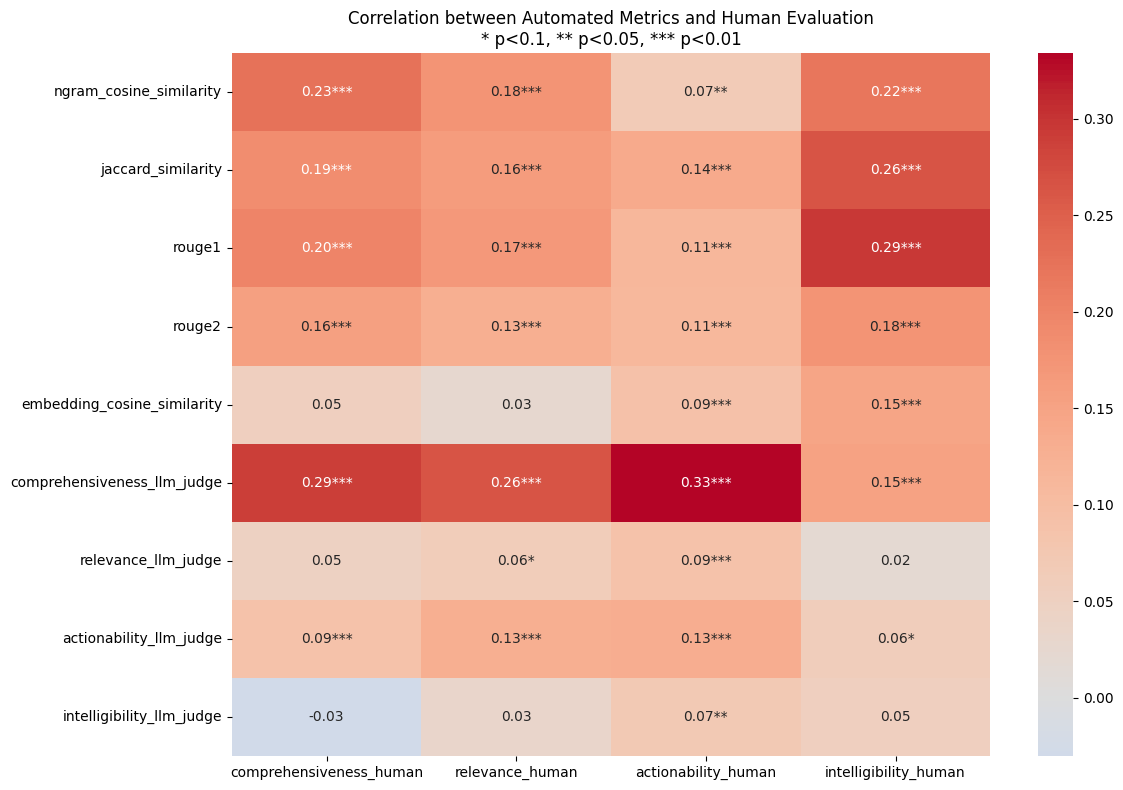 Correlation between Automated Metrics and Human Evaluation
* p<0.1, ** p<0.05, *** p<0.01
ngram_cosine_similarity 0.23*** 0.18*** 0.07** 0.22***
jaccard_similarity 0.19*** 0.16*** 0.14*** 0.26***
rouge1 0.20*** 0.17*** 0.11*** 0.29***
rouge2 0.16*** 0.13*** 0.11*** 0.18***
embedding_cosine_similarity 0.05 0.03 0.09*** 0.15***
comprehensiveness_llm_judge 0.29*** 0.26*** 0.33*** 0.15***
relevance_llm_judge 0.05 0.06* 0.09*** 0.02
actionability_llm_judge 0.09*** 0.13*** 0.13*** 0.06*
intelligibility_llm_judge -0.03 0.03 0.07** 0.05
comprehensiveness_human relevance_human actionability_human intelligibility_human
0.30
0.25
0.20
0.15
0.10
0.05
0.00